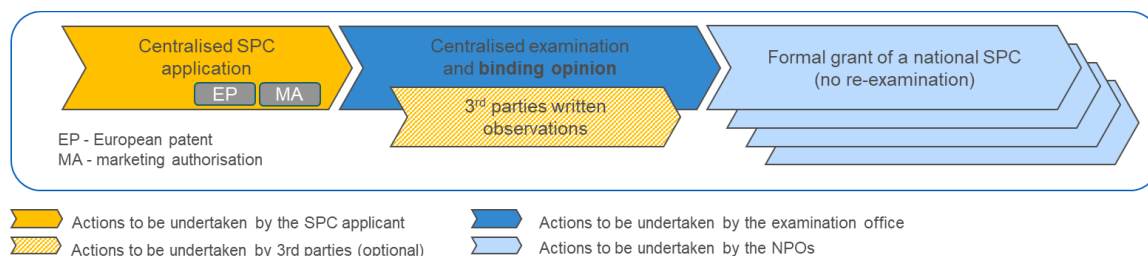 Centralised SPC
application
EP
MA
Centralised examination
and binding opinion
3rd parties written
observations
Formal grant of a national SPC
(no re-examination)
EP - European patent
MA - marketing authorisation
Actions to be undertaken by the SPC applicant
Actions to be undertaken by the examination office
Actions to be undertaken by 3rd parties (optional)
Actions to be undertaken by the NPOs